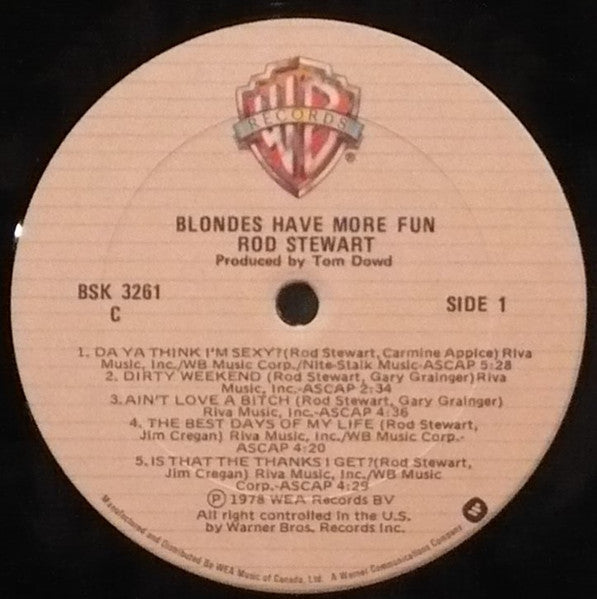 WB
RECORDS
®
BLONDES HAVE MORE FUN
ROD STEWART
Produced by Tom Dowd
BSK 3261
C
SIDE 1
1. DA YA THINK I'M SEXY?(Rod Stewart, Carmine Appice) Riva
Music, Inc./WB Music Corp./Nite-Stalk Music-ASCAP 5:28
2. DIRTY WEEKEND (Rod Stewart, Gary Grainger) Riva
Music, Inc.-ASCAP 2:34
3. AIN'T LOVE A BITCH (Rod Stewart, Gary Grainger)
Riva Music, Inc.-ASCAP 4:36
4. THE BEST DAYS OF MY LIFE (Rod Stewart,
Jim Cregan) Riva Music, Inc./WB Music Corp.-
ASCAP 4:20
5. IS THAT THE THANKS I GET?(Rod Stewart,
Jim Cregan) Riva Music, Inc./WB Music
Corp.-ASCAP 4:29
℗ 1978 WEA Records BV
All right controlled in the U.S.
by Warner Bros. Records Inc.
Manufactured and Distributed By WEA Music of Canada, Ltd. A Warner Communications Company